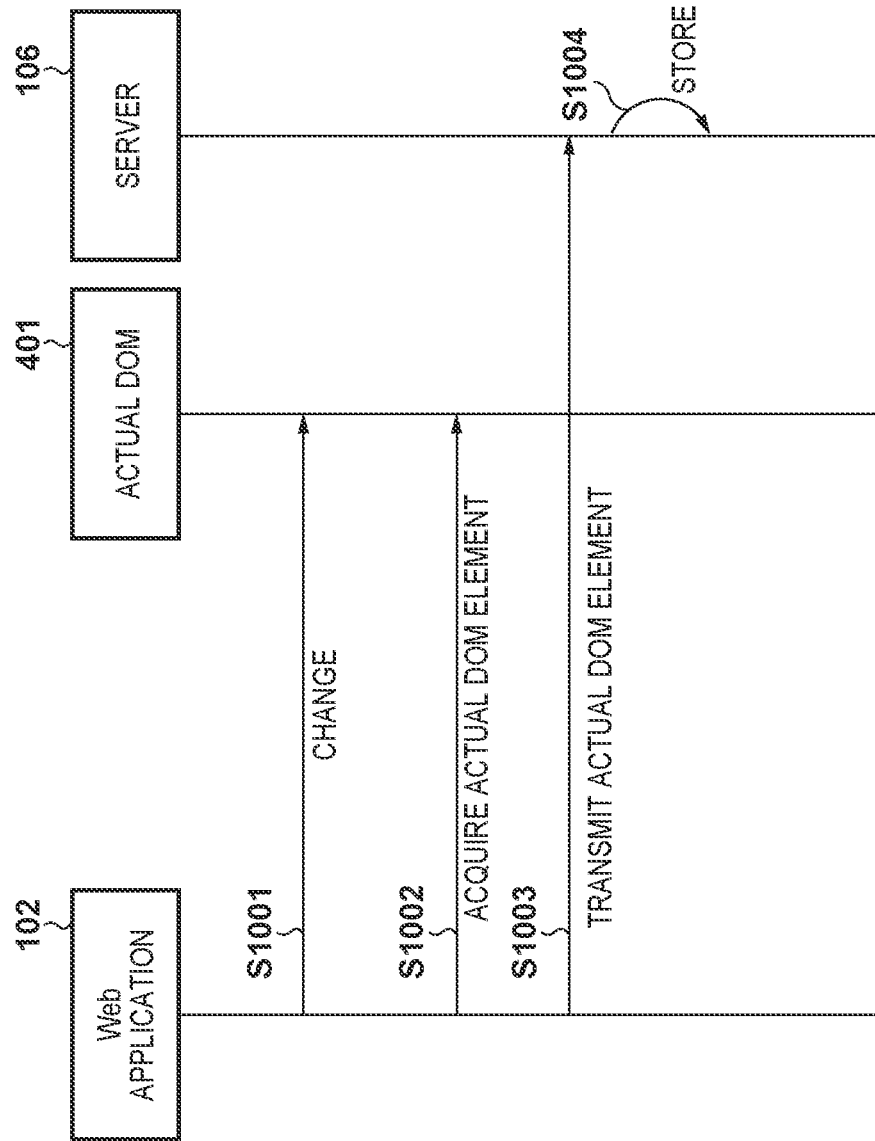 102
Web
APPLICATION
401
ACTUAL DOM
106
SERVER
S1001
CHANGE
S1002
ACQUIRE ACTUAL DOM ELEMENT
S1003
TRANSMIT ACTUAL DOM ELEMENT
S1004
STORE